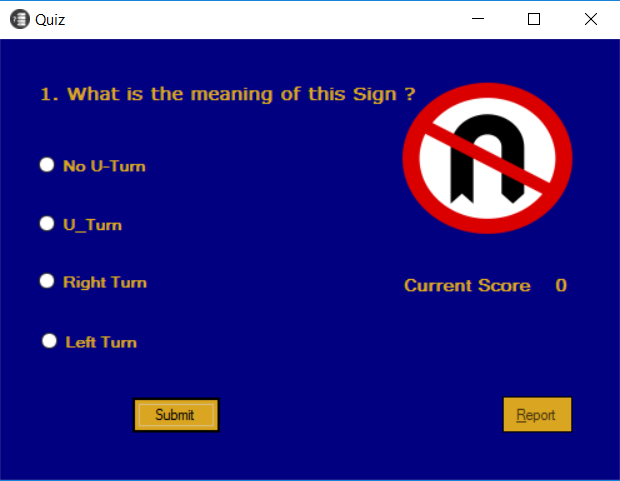 Quiz
1. What is the meaning of this Sign ?
No U-Turn
U_Turn
Right Turn
Current Score 0
Left Turn
Submit
Report